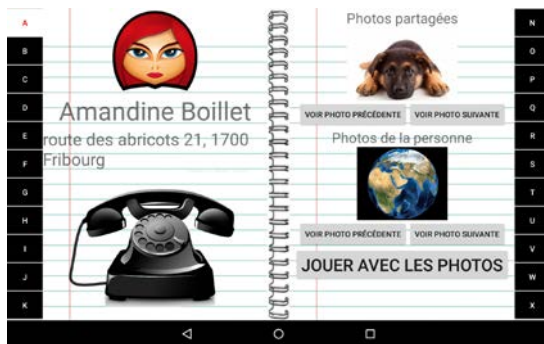 A
B
C
D
E
F
G
H
I
J
K
Amandine Boillet
route des abricots 21, 1700
Fribourg
Photos partagées
VOIR PHOTO PRÉCÉDENTE VOIR PHOTO SUIVANTE
Photos de la personne
VOIR PHOTO PRÉCÉDENTE VOIR PHOTO SUIVANTE
JOUER AVEC LES PHOTOS
N
O
P
Q
R
S
T
U
V
W
X